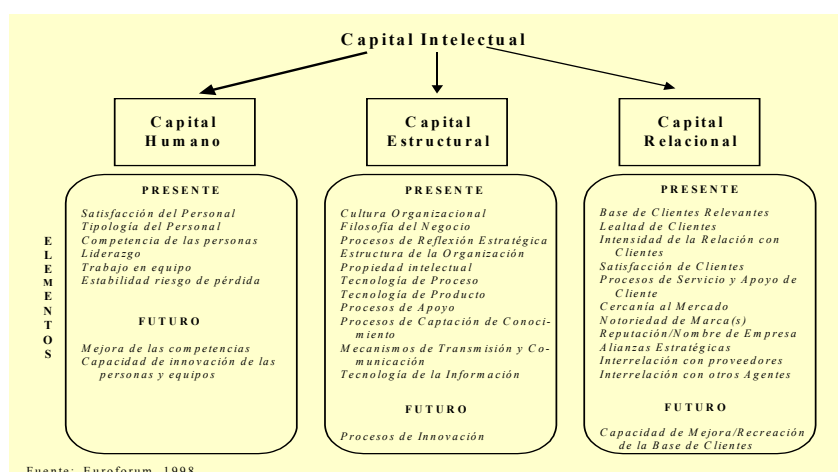 Capital Intelectual
Capital
Humano
PRESENTE
Satisfacción del Personal
Tipología del Personal
Competencia de las personas
Liderazgo
Trabajo en equipo
Estabilidad riesgo de pérdida
FUTURO
Mejora de las competencias
Capacidad de innovación de las
personas y equipos
Capital
Estructural
PRESENTE
Cultura Organizacional
Filosofía del Negocio
Procesos de Reflexión Estratégica
Estructura de la Organización
Propiedad intelectual
Tecnología de Proceso
Tecnología de Producto
Procesos de Apoyo
Procesos de Captación de Conoci-
miento
Mecanismos de Transmisión y Co-
municación
Tecnología de la Información
FUTURO
Procesos de Innovación
Capital
Relacional
PRESENTE
Base de Clientes Relevantes
Lealtad de Clientes
Intensidad de la Relación con
Clientes
Satisfacción de Clientes
Procesos de Servicio y Apoyo de
Cliente
Cercanía al Mercado
Notoriedad de Marca(s)
Reputación/Nombre de Empresa
Alianzas Estratégicas
Interrelación con proveedores
Interrelación con otros Agentes
FUTURO
Capacidad de Mejora/Recreación
de la Base de Clientes
ELEMENTOS
Fuente: Euroforum, 1998